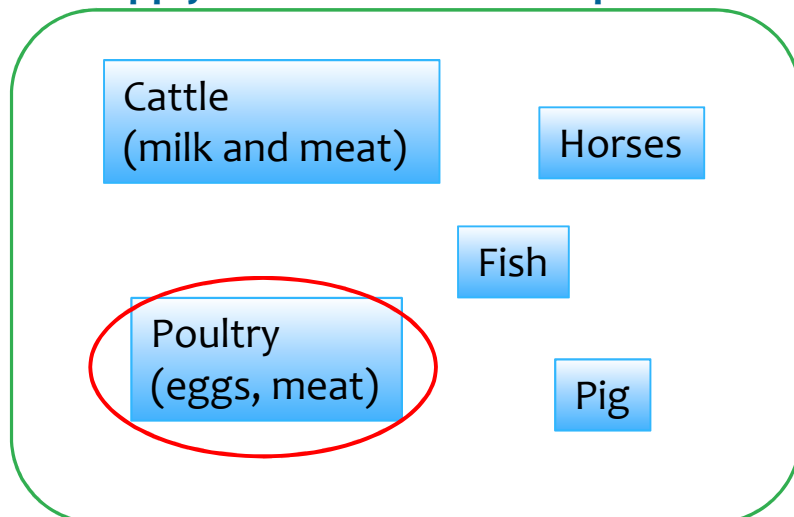 Cattle
(milk and meat)
Horses
Fish
Poultry
(eggs, meat)
Pig